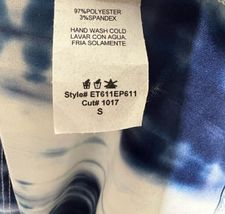 97%POLYESTER
3%SPANDEX
HAND WASH COLD
LAVAR CON AGUA
FRIA SOLAMENTE
Style# ET611EP611
Cut# 1017
S